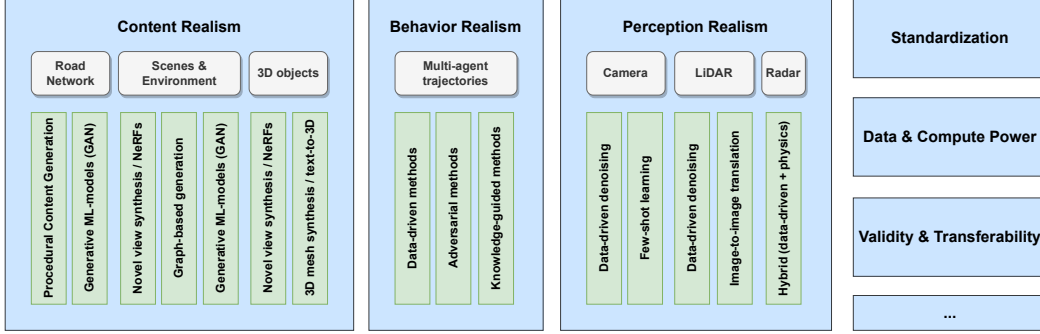 Content Realism
Road
Network
Scenes &
Environment
3D objects
Procedural Content Generation
Generative ML-models (GAN)
Novel view synthesis / NeRFs
Graph-based generation
Generative ML-models (GAN)
Novel view synthesis / NeRFs
3D mesh synthesis / text-to-3D
Behavior Realism
Multi-agent
trajectories
Data-driven methods
Adversarial methods
Knowledge-guided methods
Perception Realism
Camera
LiDAR
Radar
Data-driven denoising
Few-shot learning
Data-driven denoising
Image-to-image translation
Hybrid (data-driven + physics)
Standardization
Data & Compute Power
Validity & Transferability
...